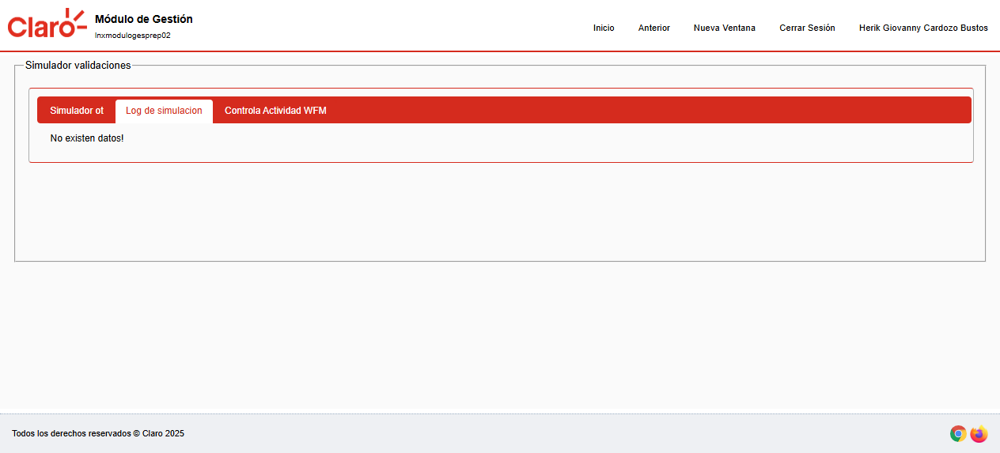 Claro
Módulo de Gestión
lnxmodulogesprep02
Inicio Anterior Nueva Ventana Cerrar Sesión Herik Giovanny Cardozo Bustos
Simulador validaciones
Simulador ot Log de simulacion Controla Actividad WFM
No existen datos!
Todos los derechos reservados © Claro 2025